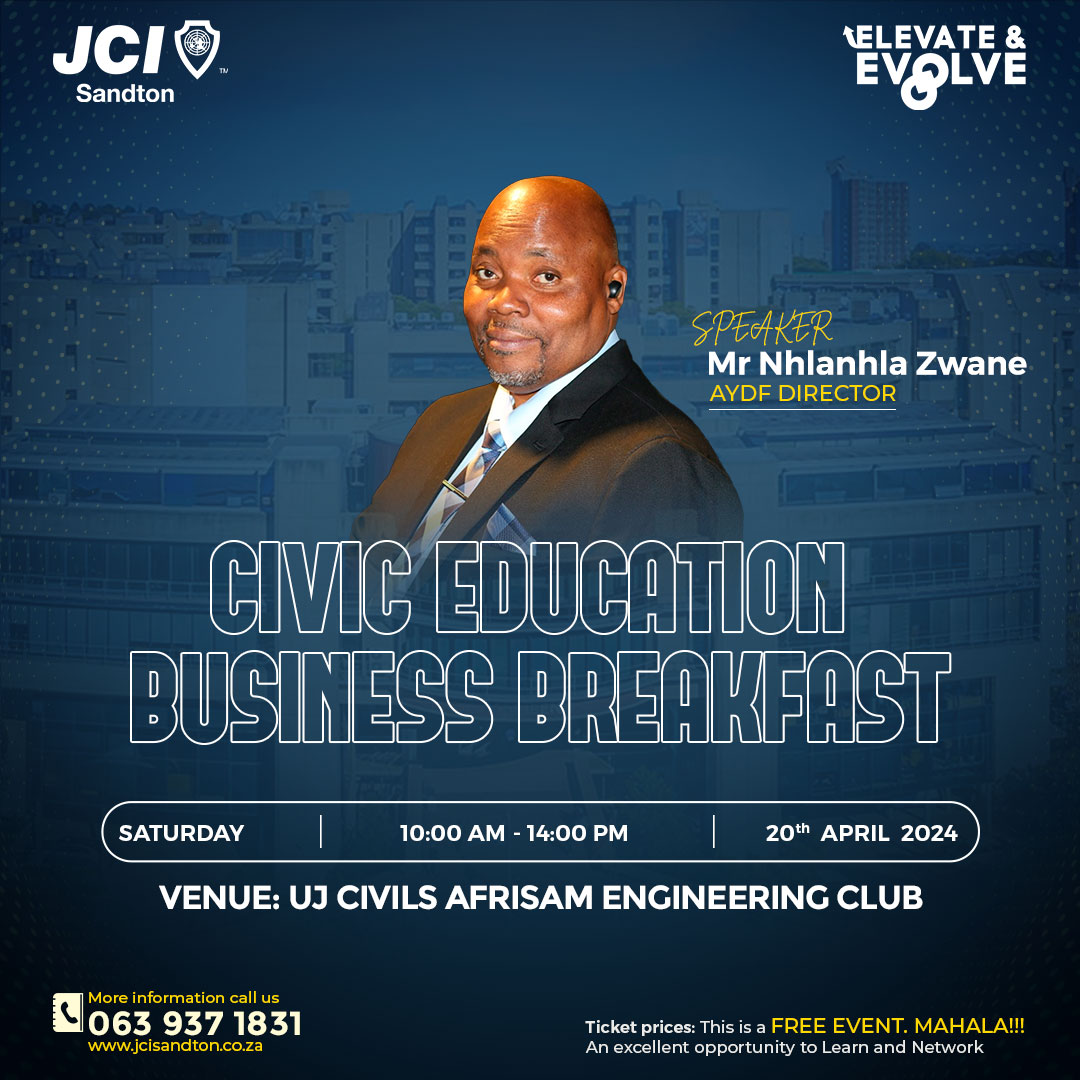 JCI
TM
Sandton
ELEVATE &
EVOLVE
SPEAKER
Mr Nhlanhla Zwane
AYDF DIRECTOR
CIVIC EDUCATION
BUSINESS BREAKFAST
SATURDAY 10:00 AM - 14:00 PM 20th APRIL 2024
VENUE: UJ CIVILS AFRISAM ENGINEERING CLUB
More information call us
063 937 1831
www.jcisandton.co.za
Ticket prices: This is a FREE EVENT. MAHALA!!!
An excellent opportunity to Learn and Network